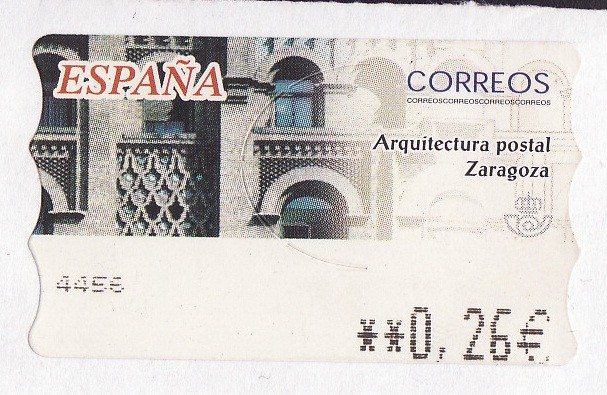 ESPAÑA
CORREOS
CORREOSCORREOSCORREOSCORREOS
Arquitectura postal
Zaragoza
4456
**0,26€